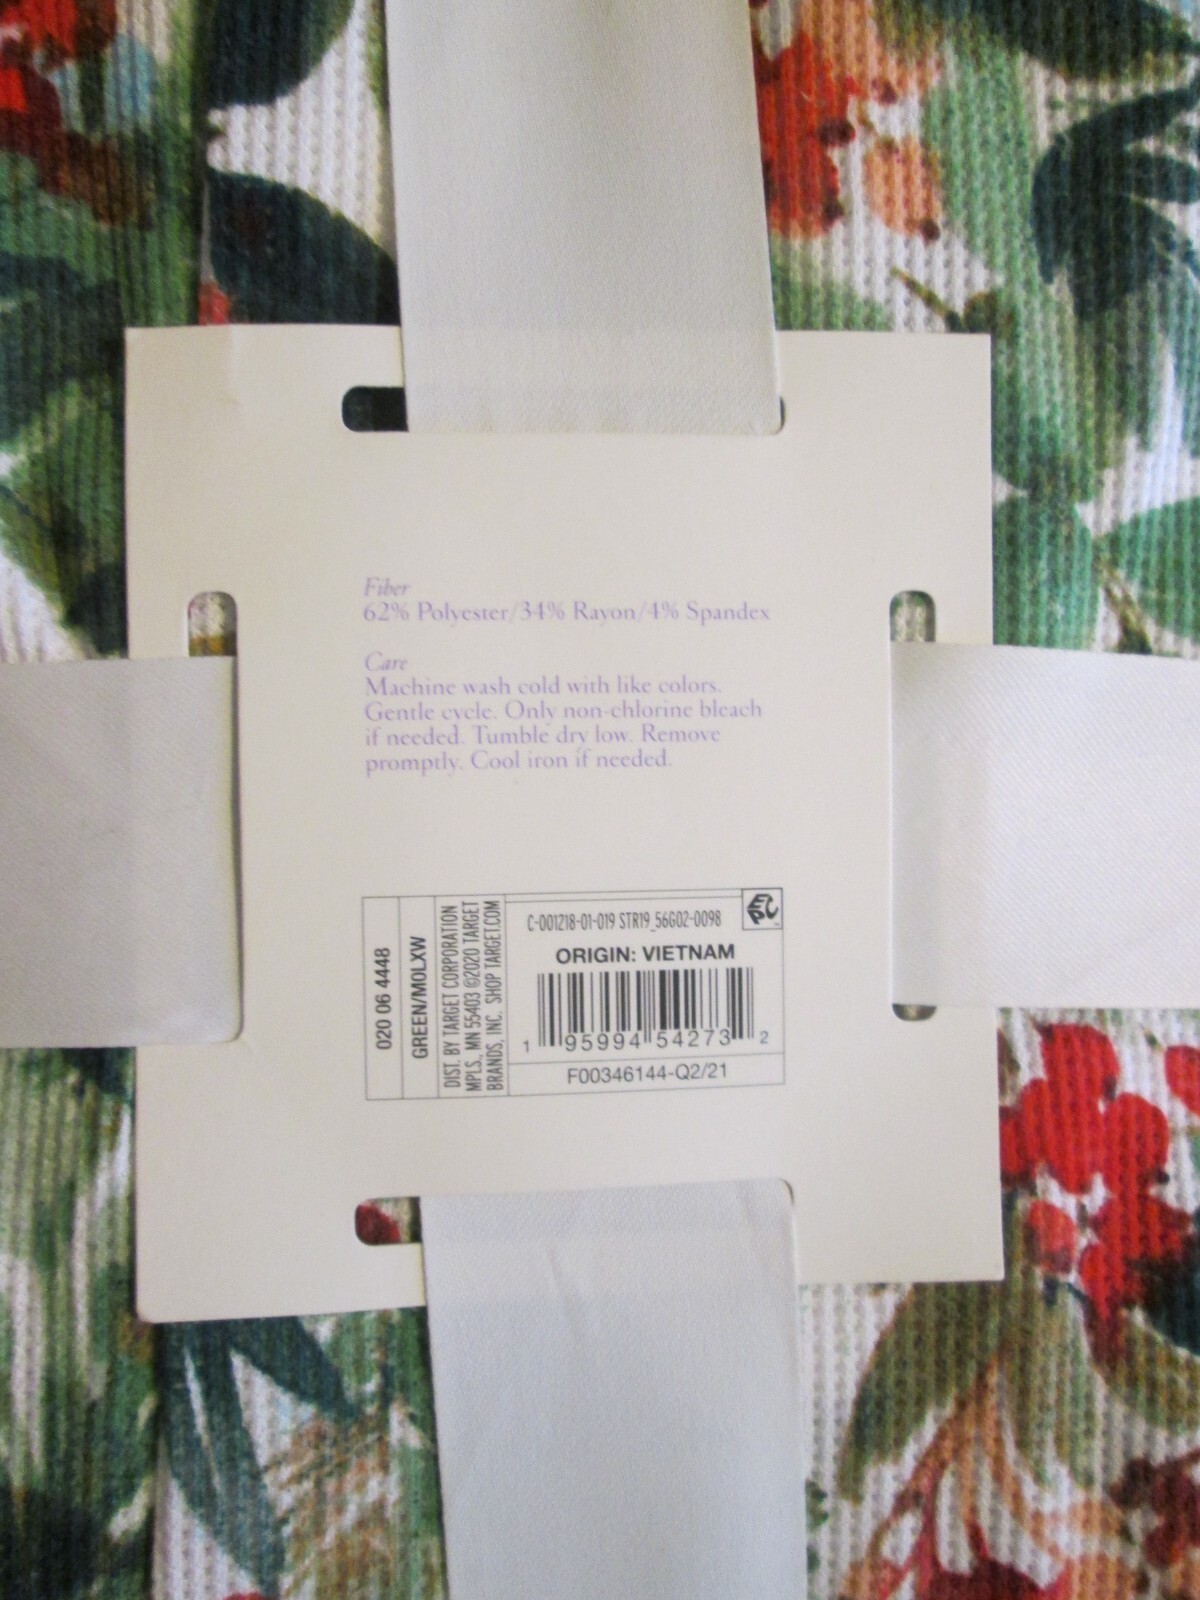 Fiber
62% Polyester/34% Rayon/4% Spandex
Care
Machine wash cold with like colors.
Gentle cycle. Only non-chlorine bleach
if needed. Tumble dry low. Remove
promptly. Cool iron if needed.
020 06 4448
GREEN/M0LXW
DIST. BY TARGET CORPORATION
MPLS., MN 55403 ©2020 TARGET
BRANDS, INC. SHOP TARGET.COM
C-001218-01-019 STR19_56G02-0098
EPC
ORIGIN: VIETNAM
1 95994 54273 2
F00346144-Q2/21